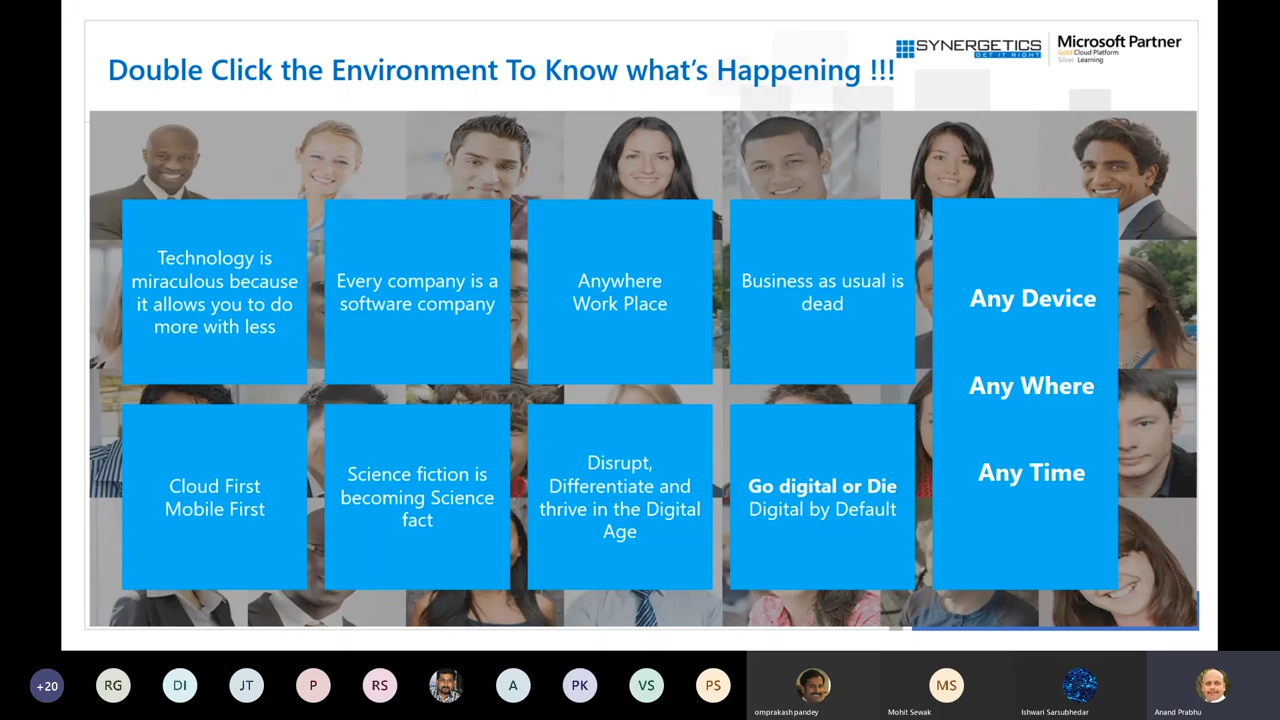 Double Click the Environment To Know what's Happening !!!
SYNERGETICS
GET IT RIGHT
Microsoft Partner
Gold Cloud Platform
Silver Learning
Technology is
miraculous because
it allows you to do
more with less
Every company is a
software company
Anywhere
Work Place
Business as usual is
dead
Any Device
Any Where
Any Time
Cloud First
Mobile First
Science fiction is
becoming Science
fact
Disrupt,
Differentiate and
thrive in the Digital
Age
Go digital or Die
Digital by Default
+20
RG
DI
JT
P
RS
A
PK
VS
PS
MS
omprakash pandey
Mohit Sewak
Ishwari Sarsubhedar
Anand Prabhu